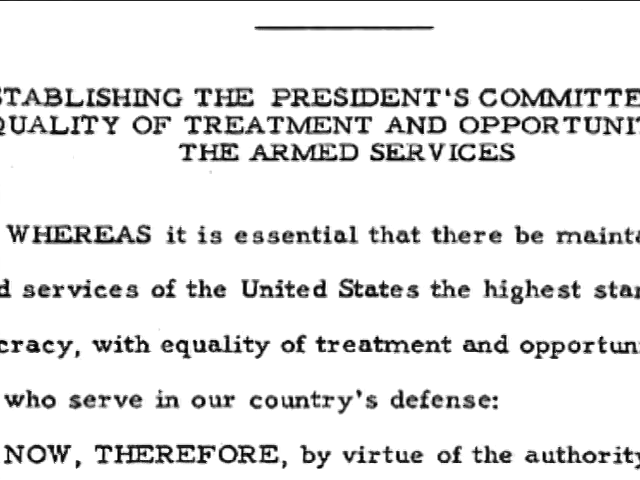 STABLISHING THE PRESIDENT'S COMMITTE
QUALITY OF TREATMENT AND OPPORTUNIT
THE ARMED SERVICES
WHEREAS it is essential that there be mainta
d services of the United States the highest stan
cracy, with equality of treatment and opportuni
who serve in our country's defense:
NOW, THEREFORE, by virtue of the authority